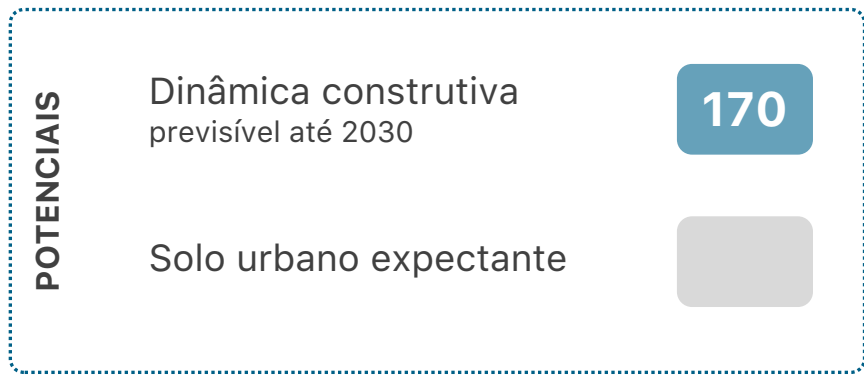 POTENCIAIS
Dinâmica construtiva
previsível até 2030
170
Solo urbano expectante